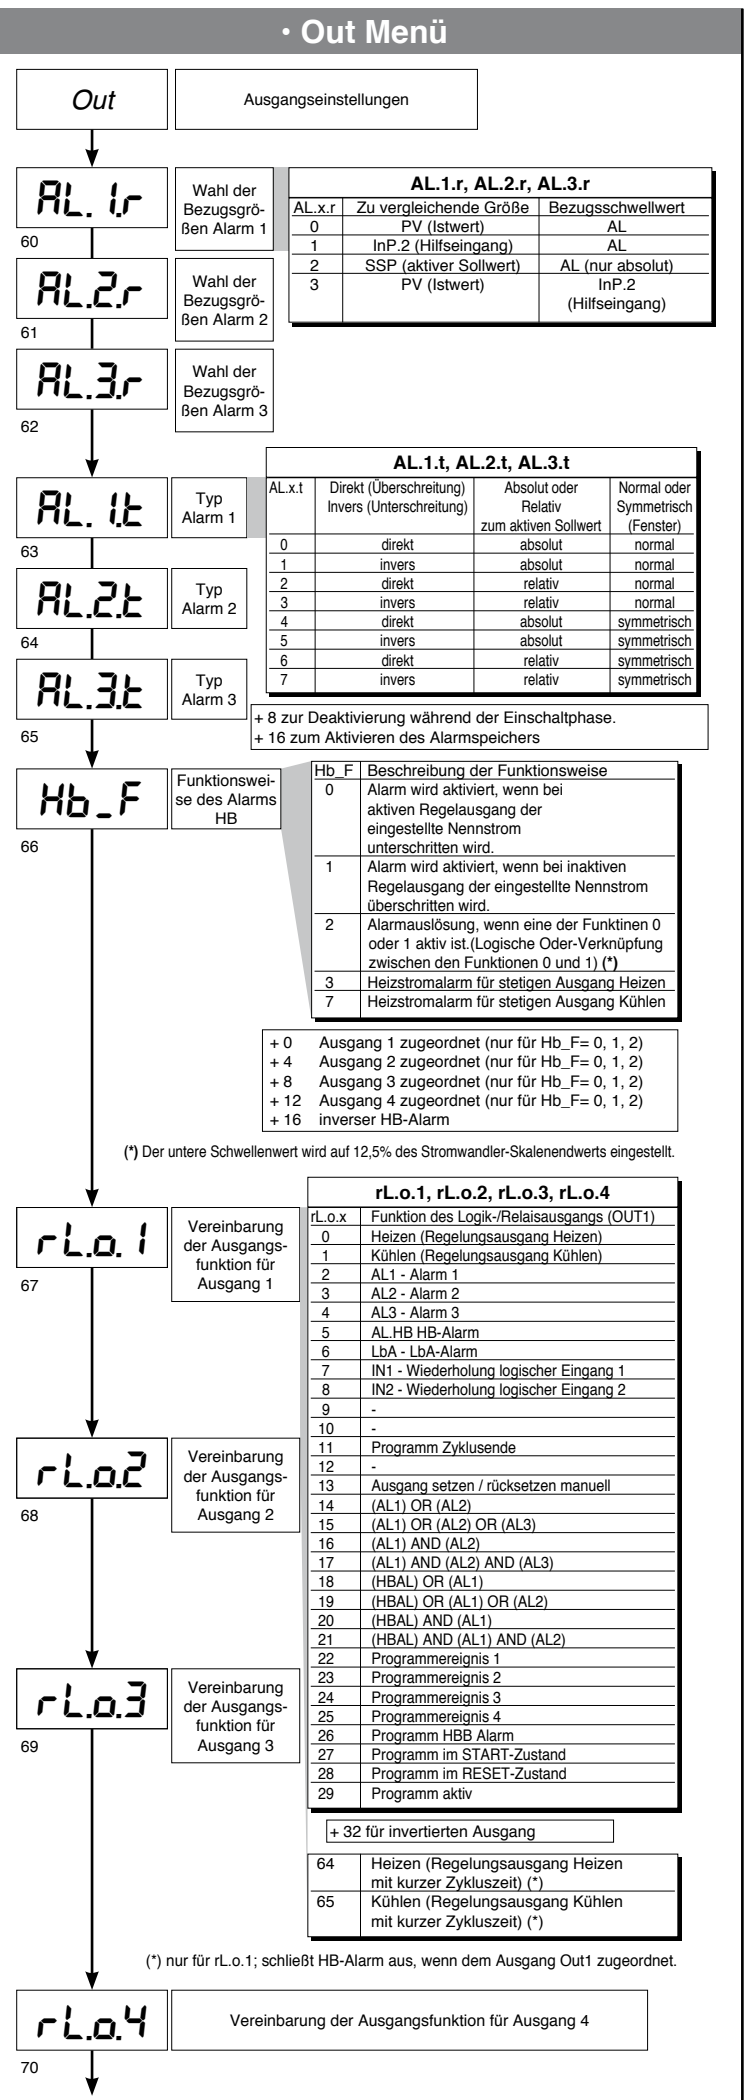 • Out Menü
Out
Ausgangseinstellungen
AL.1.r
60
Wahl der
Bezugsgrö-
ßen Alarm 1
AL.1.r, AL.2.r, AL.3.r
AL.x.r Zu vergleichende Größe Bezugsschwellwert
0 PV (Istwert) AL
1 InP.2 (Hilfseingang) AL
2 SSP (aktiver Sollwert) AL (nur absolut)
3 PV (Istwert) InP.2
(Hilfseingang)
AL.2.r
61
Wahl der
Bezugsgrö-
ßen Alarm 2
AL.3.r
62
Wahl der
Bezugsgrö-
ßen Alarm 3
AL.1.t
63
Typ
Alarm 1
AL.1.t, AL.2.t, AL.3.t
AL.x.t Direkt (Überschreitung) Absolut oder Normal oder
Invers (Unterschreitung) Relativ Symmetrisch
zum aktiven Sollwert (Fenster)
0 direkt absolut normal
1 invers absolut normal
2 direkt relativ normal
3 invers relativ normal
4 direkt absolut symmetrisch
5 invers absolut symmetrisch
6 direkt relativ symmetrisch
7 invers relativ symmetrisch
AL.2.t
64
Typ
Alarm 2
AL.3.t
65
Typ
Alarm 3
+ 8 zur Deaktivierung während der Einschaltphase.
+ 16 zum Aktivieren des Alarmspeichers
Hb_F
66
Funktionswei-
se des Alarms
HB
Hb_F Beschreibung der Funktionsweise
0 Alarm wird aktiviert, wenn bei
aktiven Regelausgang der
eingestellte Nennstrom
unterschritten wird.
1 Alarm wird aktiviert, wenn bei inaktiven
Regelausgang der eingestellte Nennstrom
überschritten wird.
2 Alarmauslösung, wenn eine der Funktinen 0
oder 1 aktiv ist.(Logische Oder-Verknüpfung
zwischen den Funktionen 0 und 1) (*)
3 Heizstromalarm für stetigen Ausgang Heizen
7 Heizstromalarm für stetigen Ausgang Kühlen
+ 0 Ausgang 1 zugeordnet (nur für Hb_F= 0, 1, 2)
+ 4 Ausgang 2 zugeordnet (nur für Hb_F= 0, 1, 2)
+ 8 Ausgang 3 zugeordnet (nur für Hb_F= 0, 1, 2)
+ 12 Ausgang 4 zugeordnet (nur für Hb_F= 0, 1, 2)
+ 16 inverser HB-Alarm
(*) Der untere Schwellenwert wird auf 12,5% des Stromwandler-Skalenendwerts eingestellt.
rL.o.1
67
Vereinbarung
der Ausgangs-
funktion für
Ausgang 1
rL.o.1, rL.o.2, rL.o.3, rL.o.4
rL.o.x Funktion des Logik-/Relaisausgangs (OUT1)
0 Heizen (Regelungsausgang Heizen)
1 Kühlen (Regelungsausgang Kühlen)
2 AL1 - Alarm 1
3 AL2 - Alarm 2
4 AL3 - Alarm 3
5 AL.HB HB-Alarm
6 LbA - LbA-Alarm
7 IN1 - Wiederholung logischer Eingang 1
8 IN2 - Wiederholung logischer Eingang 2
9 -
10 -
11 Programm Zyklusende
12 -
13 Ausgang setzen / rücksetzen manuell
14 (AL1) OR (AL2)
15 (AL1) OR (AL2) OR (AL3)
16 (AL1) AND (AL2)
17 (AL1) AND (AL2) AND (AL3)
18 (HBAL) OR (AL1)
19 (HBAL) OR (AL1) OR (AL2)
20 (HBAL) AND (AL1)
21 (HBAL) AND (AL1) AND (AL2)
22 Programmereignis 1
23 Programmereignis 2
24 Programmereignis 3
25 Programmereignis 4
26 Programm HBB Alarm
27 Programm im START-Zustand
28 Programm im RESET-Zustand
29 Programm aktiv
rL.o.2
68
Vereinbarung
der Ausgangs-
funktion für
Ausgang 2
rL.o.3
69
Vereinbarung
der Ausgangs-
funktion für
Ausgang 3
+ 32 für invertierten Ausgang
64 Heizen (Regelungsausgang Heizen
mit kurzer Zykluszeit) (*)
65 Kühlen (Regelungsausgang Kühlen
mit kurzer Zykluszeit) (*)
(*) nur für rL.o.1; schließt HB-Alarm aus, wenn dem Ausgang Out1 zugeordnet.
rL.o.4
70
Vereinbarung der Ausgangsfunktion für Ausgang 4